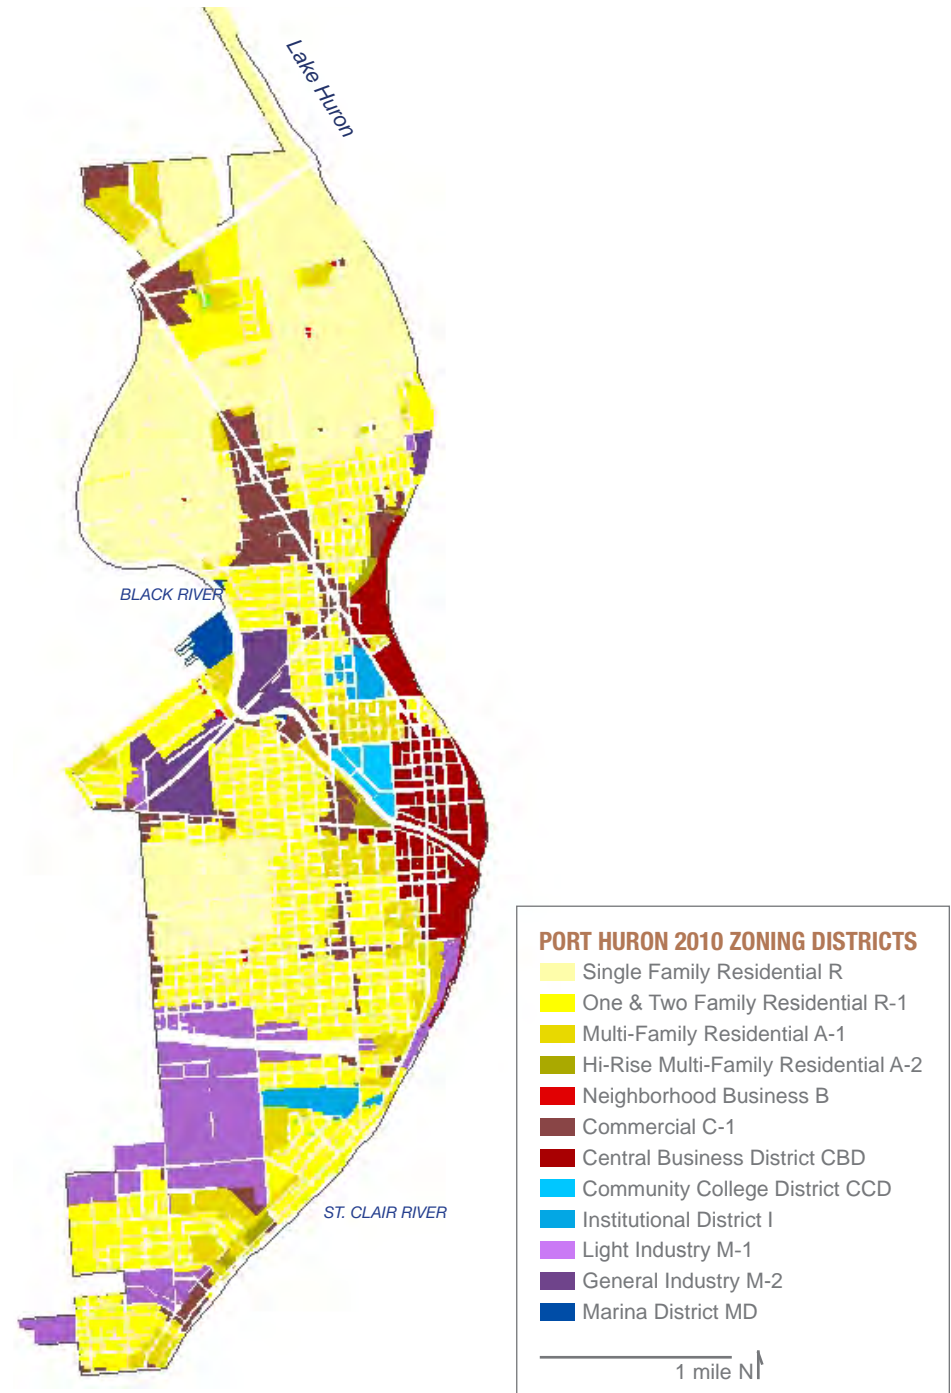 Lake Huron
BLACK RIVER
ST. CLAIR RIVER
PORT HURON 2010 ZONING DISTRICTS
Single Family Residential R
One & Two Family Residential R-1
Multi-Family Residential A-1
Hi-Rise Multi-Family Residential A-2
Neighborhood Business B
Commercial C-1
Central Business District CBD
Community College District CCD
Institutional District I
Light Industry M-1
General Industry M-2
Marina District MD
1 mile N